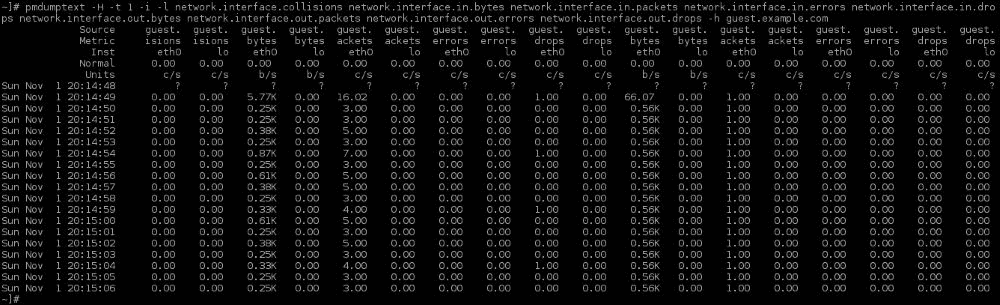 ~]# pmdumptext -H -t 1 -i -l network.interface.collisions network.interface.in.bytes network.interface.in.packets network.interface.in.errors network.interface.in.dro
ps network.interface.out.bytes network.interface.out.packets network.interface.out.errors network.interface.out.drops -h guest.example.com
Source guest. guest. guest. guest. guest. guest. guest. guest. guest. guest. guest. guest. guest. guest. guest. guest. guest. guest.
Metric isions isions bytes bytes ackets ackets errors errors drops drops bytes bytes ackets ackets errors errors drops drops
Inst eth0 lo eth0 lo eth0 lo eth0 lo eth0 lo eth0 lo eth0 lo eth0 lo eth0 lo
Normal 0.00 0.00 0.00 0.00 0.00 0.00 0.00 0.00 0.00 0.00 0.00 0.00 0.00 0.00 0.00 0.00 0.00 0.00
Units c/s c/s b/s b/s c/s c/s c/s c/s c/s c/s b/s b/s c/s c/s c/s c/s c/s c/s
Sun Nov 1 20:14:48 ? ? ? ? ? ? ? ? ? ? ? ? ? ? ? ? ? ?
Sun Nov 1 20:14:49 0.00 0.00 5.77K 0.00 16.02 0.00 0.00 0.00 1.00 0.00 66.07 0.00 1.00 0.00 0.00 0.00 0.00 0.00
Sun Nov 1 20:14:50 0.00 0.00 0.25K 0.00 3.00 0.00 0.00 0.00 0.00 0.00 0.56K 0.00 1.00 0.00 0.00 0.00 0.00 0.00
Sun Nov 1 20:14:51 0.00 0.00 0.25K 0.00 3.00 0.00 0.00 0.00 0.00 0.00 0.56K 0.00 1.00 0.00 0.00 0.00 0.00 0.00
Sun Nov 1 20:14:52 0.00 0.00 0.38K 0.00 5.00 0.00 0.00 0.00 0.00 0.00 0.56K 0.00 1.00 0.00 0.00 0.00 0.00 0.00
Sun Nov 1 20:14:53 0.00 0.00 0.25K 0.00 3.00 0.00 0.00 0.00 0.00 0.00 0.56K 0.00 1.00 0.00 0.00 0.00 0.00 0.00
Sun Nov 1 20:14:54 0.00 0.00 0.87K 0.00 7.00 0.00 0.00 0.00 1.00 0.00 0.56K 0.00 1.00 0.00 0.00 0.00 0.00 0.00
Sun Nov 1 20:14:55 0.00 0.00 0.25K 0.00 3.00 0.00 0.00 0.00 0.00 0.00 0.56K 0.00 1.00 0.00 0.00 0.00 0.00 0.00
Sun Nov 1 20:14:56 0.00 0.00 0.61K 0.00 5.00 0.00 0.00 0.00 0.00 0.00 0.56K 0.00 1.00 0.00 0.00 0.00 0.00 0.00
Sun Nov 1 20:14:57 0.00 0.00 0.38K 0.00 5.00 0.00 0.00 0.00 0.00 0.00 0.56K 0.00 1.00 0.00 0.00 0.00 0.00 0.00
Sun Nov 1 20:14:58 0.00 0.00 0.25K 0.00 3.00 0.00 0.00 0.00 0.00 0.00 0.56K 0.00 1.00 0.00 0.00 0.00 0.00 0.00
Sun Nov 1 20:14:59 0.00 0.00 0.33K 0.00 4.00 0.00 0.00 0.00 1.00 0.00 0.56K 0.00 1.00 0.00 0.00 0.00 0.00 0.00
Sun Nov 1 20:15:00 0.00 0.00 0.61K 0.00 5.00 0.00 0.00 0.00 0.00 0.00 0.56K 0.00 1.00 0.00 0.00 0.00 0.00 0.00
Sun Nov 1 20:15:01 0.00 0.00 0.25K 0.00 3.00 0.00 0.00 0.00 0.00 0.00 0.56K 0.00 1.00 0.00 0.00 0.00 0.00 0.00
Sun Nov 1 20:15:02 0.00 0.00 0.38K 0.00 5.00 0.00 0.00 0.00 0.00 0.00 0.56K 0.00 1.00 0.00 0.00 0.00 0.00 0.00
Sun Nov 1 20:15:03 0.00 0.00 0.25K 0.00 3.00 0.00 0.00 0.00 0.00 0.00 0.56K 0.00 1.00 0.00 0.00 0.00 0.00 0.00
Sun Nov 1 20:15:04 0.00 0.00 0.33K 0.00 4.00 0.00 0.00 0.00 1.00 0.00 0.56K 0.00 1.00 0.00 0.00 0.00 0.00 0.00
Sun Nov 1 20:15:05 0.00 0.00 0.25K 0.00 3.00 0.00 0.00 0.00 0.00 0.00 0.56K 0.00 1.00 0.00 0.00 0.00 0.00 0.00
Sun Nov 1 20:15:06 0.00 0.00 0.25K 0.00 3.00 0.00 0.00 0.00 0.00 0.00 0.56K 0.00 1.00 0.00 0.00 0.00 0.00 0.00
~]#